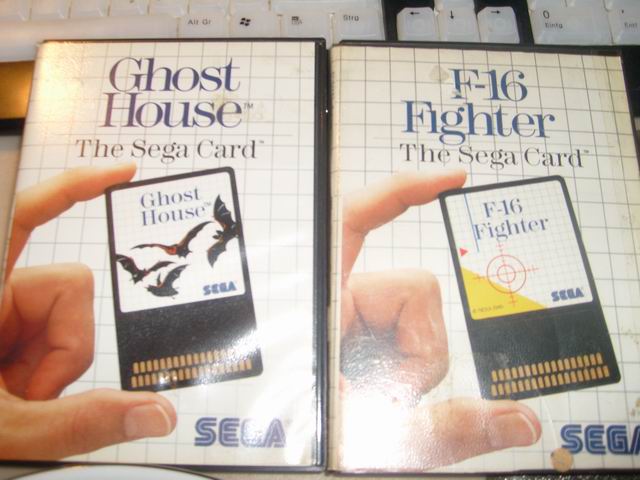 Alt Gr
Strg
0
Einfg
Entf
Ghost
House™
The Sega Card™
Ghost
House™
SEGA
SEGA
F-16
Fighter
The Sega Card™
F-16
Fighter
SEGA
SEGA